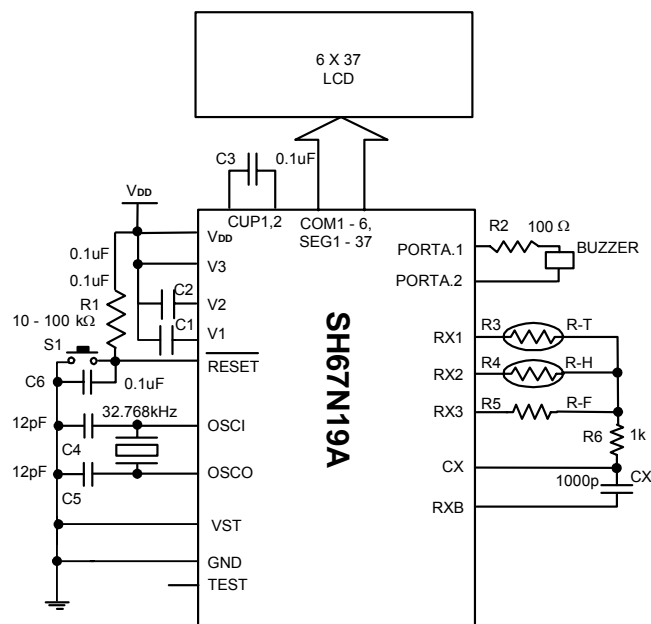 6 X 37
LCD
C3
0.1uF
VDD
CUP1,2
COM1 - 6,
SEG1 - 37
VDD
V3
V2
V1
RESET
OSCI
OSCO
VST
GND
TEST
0.1uF
0.1uF
R1
10 - 100 kΩ
C2
C1
S1
C6
0.1uF
12pF
C4
32.768kHz
12pF
C5
SH67N19A
PORTA.1
PORTA.2
RX1
RX2
RX3
CX
RXB
R2
100 Ω
BUZZER
R3
R-T
R4
R-H
R5
R-F
R6
1k
1000p
CX